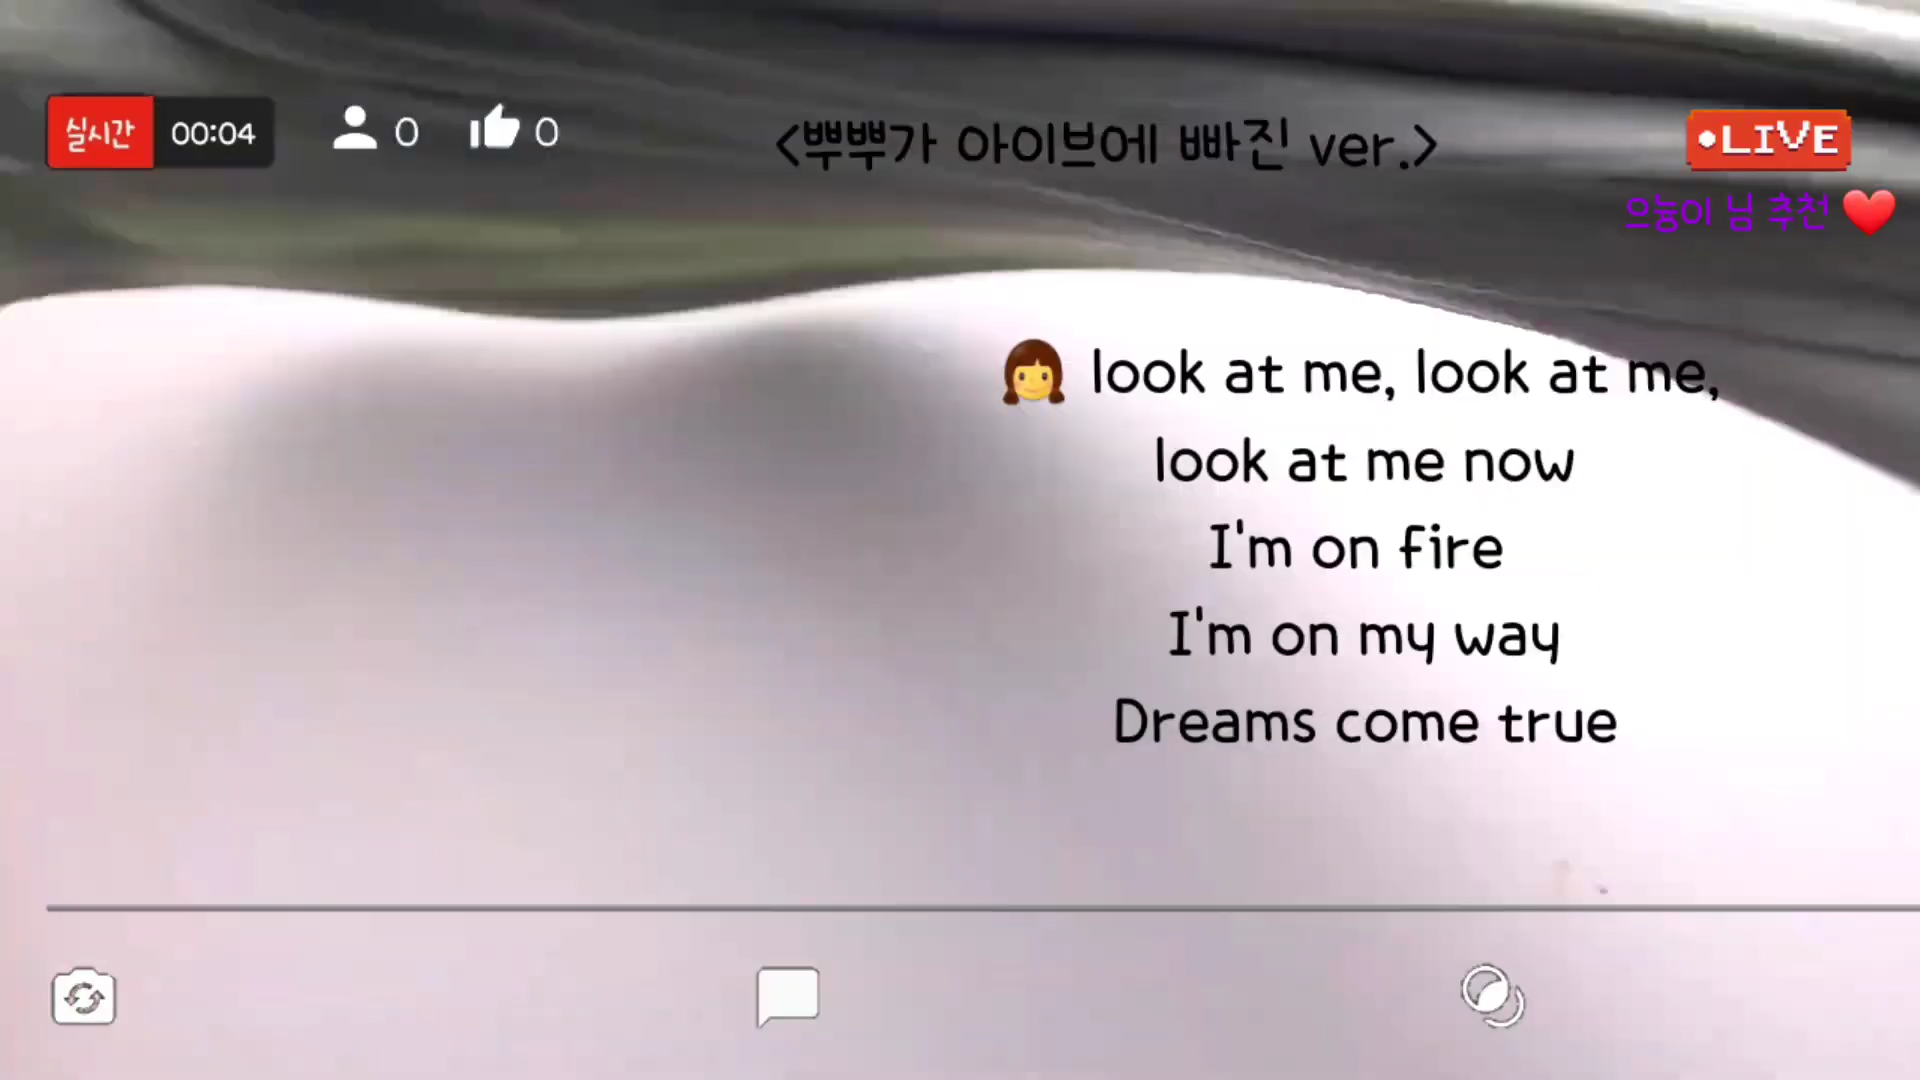 실시간 00:04 0 0
<쀼쀼가 아이브에 빠진 ver.>
•LIVE
으늉이 님 추천 ❤️
👧 look at me, look at me,
look at me now
I'm on fire
I'm on my way
Dreams come true